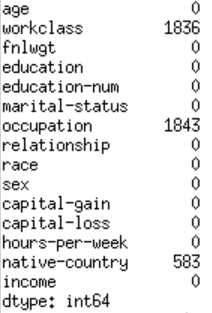 age 0
workclass 1836
fnlwgt 0
education 0
education-num 0
marital-status 0
occupation 1843
relationship 0
race 0
sex 0
capital-gain 0
capital-loss 0
hours-per-week 0
native-country 583
income 0
dtype: int64